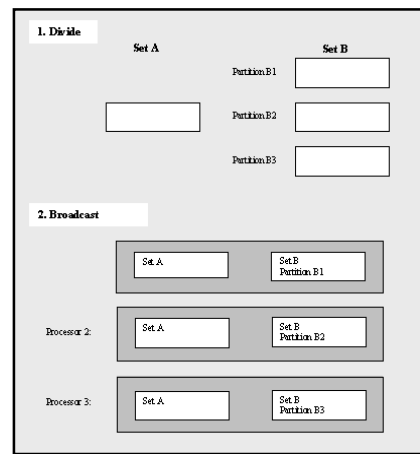 1. Divide
Set A Set B
Partition B1
Partition B2
Partition B3
2. Broadcast
Set A Set B
Partition B1
Processor 2: Set A Set B
Partition B2
Processor 3: Set A Set B
Partition B3